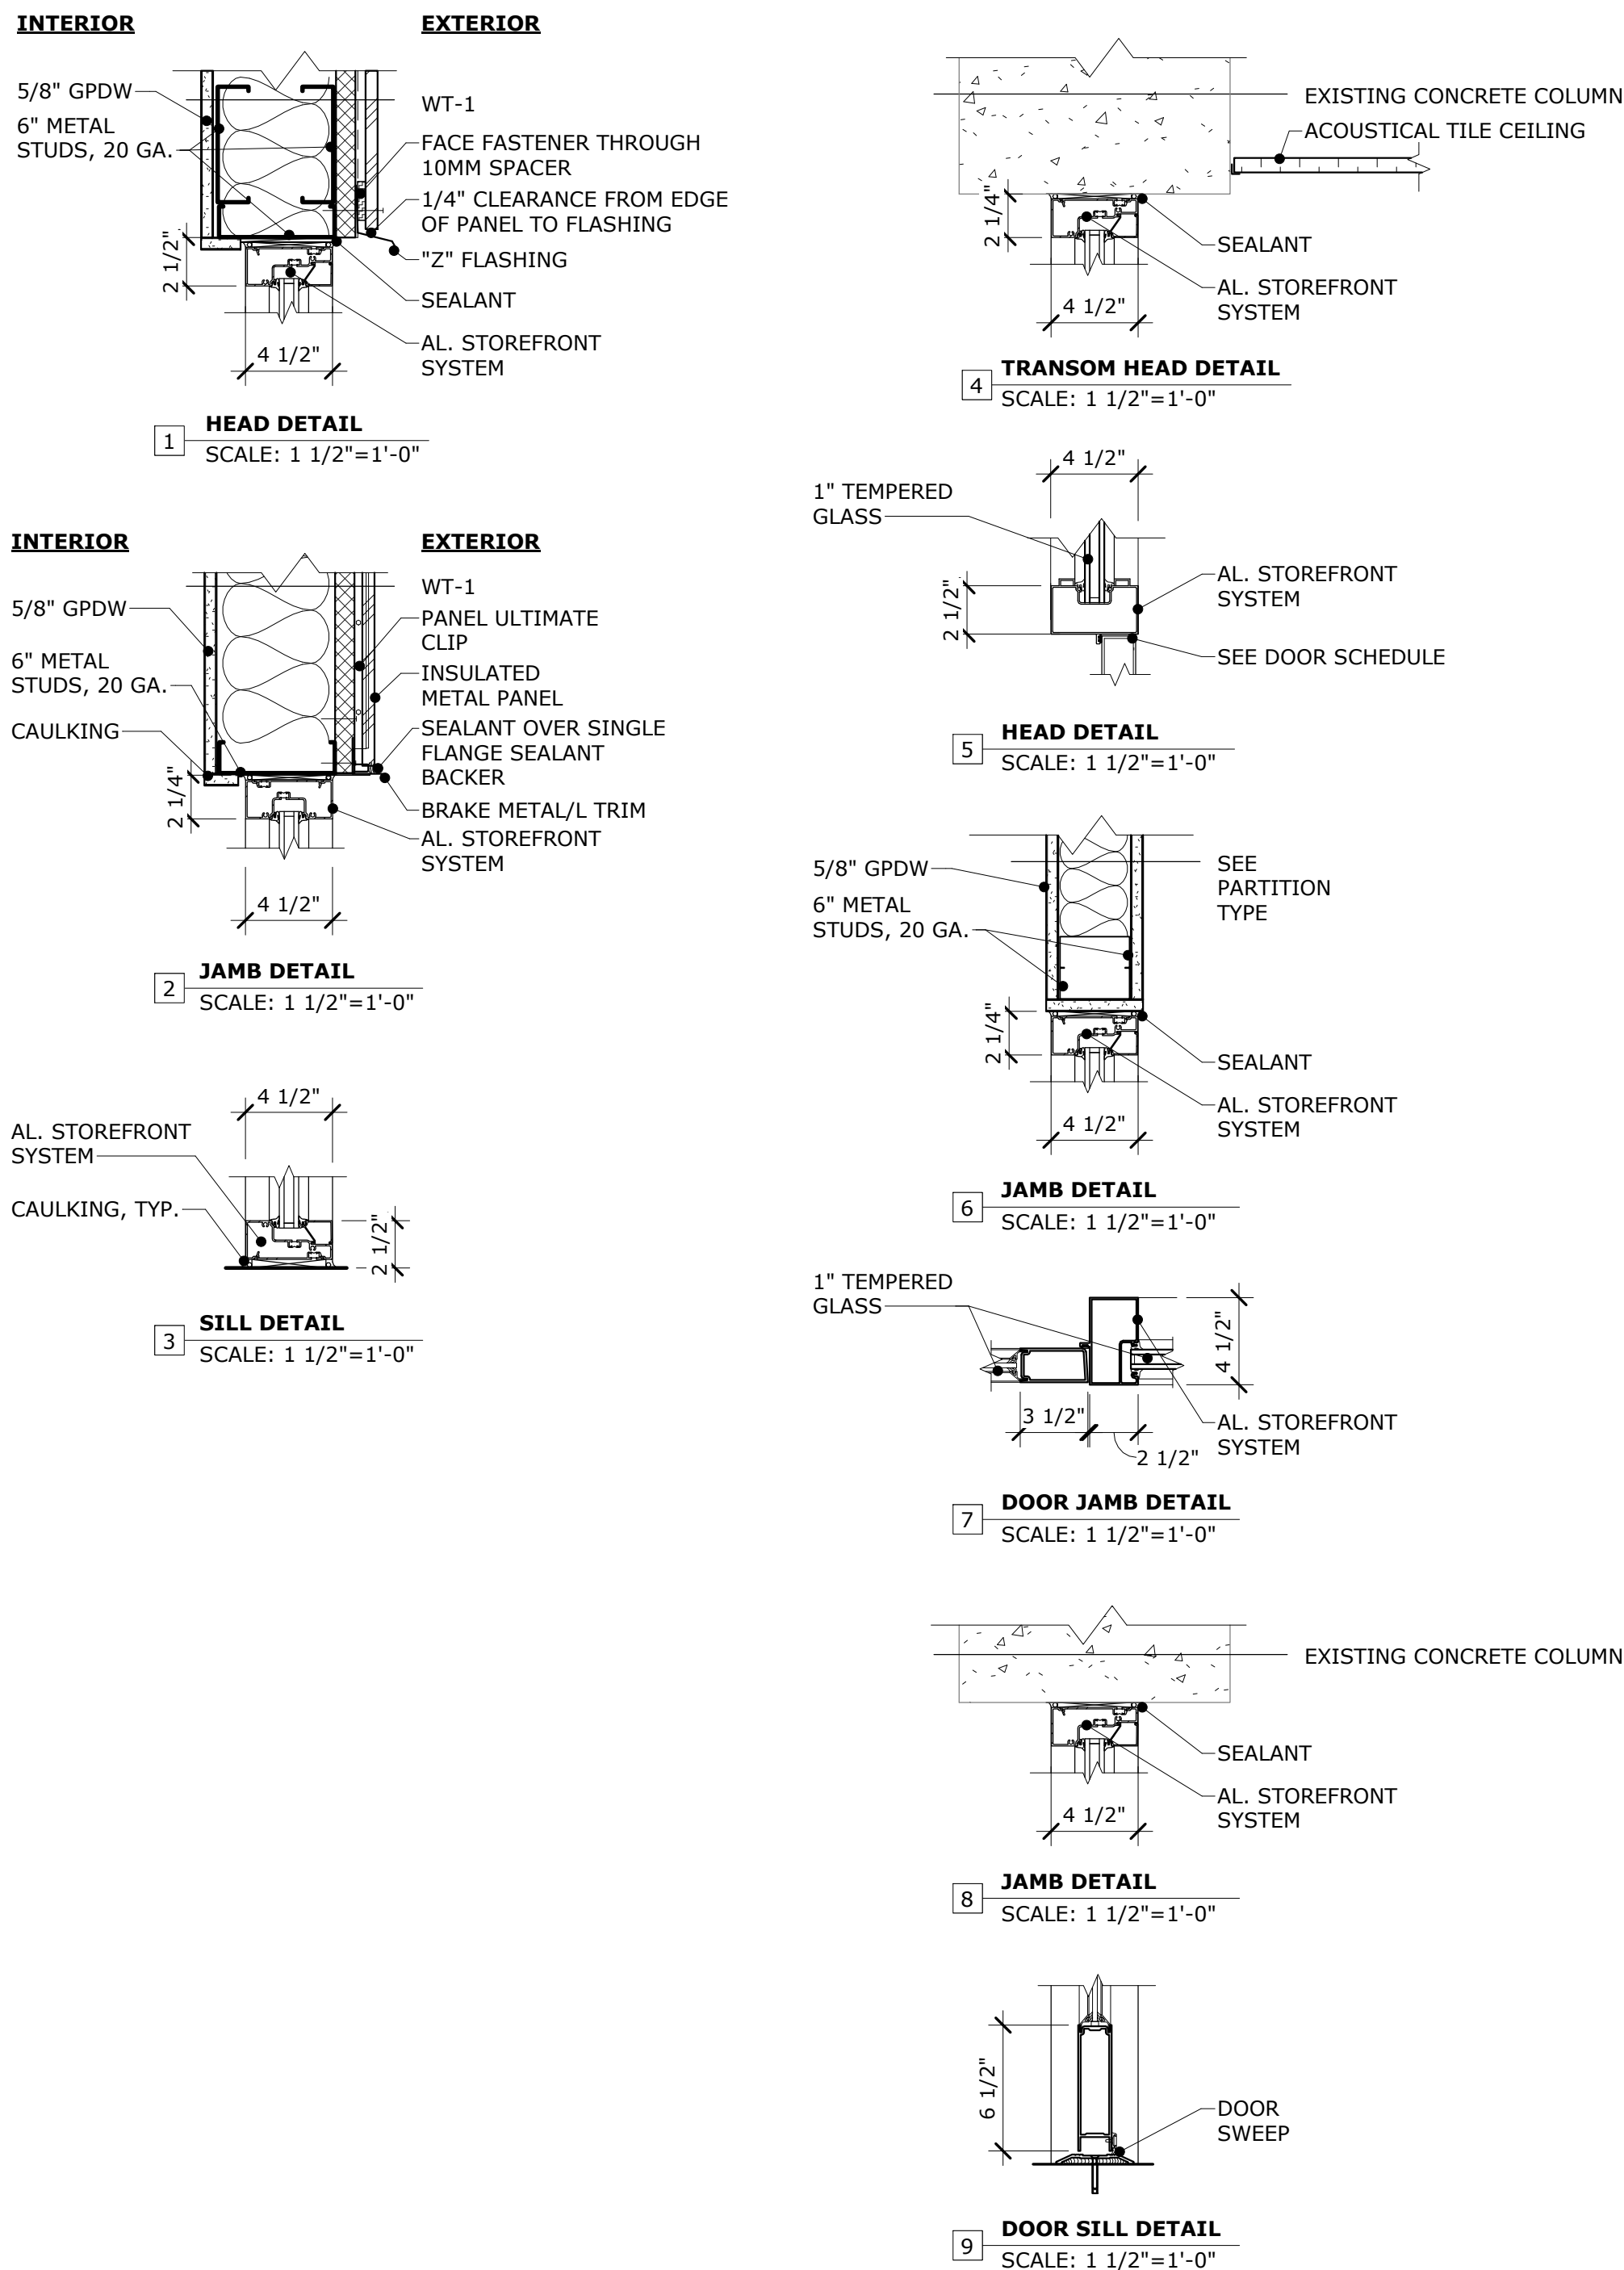 INTERIOR
EXTERIOR
5/8" GPDW
6" METAL
STUDS, 20 GA.
WT-1
FACE FASTENER THROUGH
10MM SPACER
1/4" CLEARANCE FROM EDGE
OF PANEL TO FLASHING
"Z" FLASHING
SEALANT
AL. STOREFRONT
SYSTEM
2 1/2"
4 1/2"
1
HEAD DETAIL
SCALE: 1 1/2"=1'-0"
INTERIOR
EXTERIOR
5/8" GPDW
6" METAL
STUDS, 20 GA.
CAULKING
WT-1
PANEL ULTIMATE
CLIP
INSULATED
METAL PANEL
SEALANT OVER SINGLE
FLANGE SEALANT
BACKER
BRAKE METAL/L TRIM
AL. STOREFRONT
SYSTEM
2 1/4"
4 1/2"
2
JAMB DETAIL
SCALE: 1 1/2"=1'-0"
4 1/2"
AL. STOREFRONT
SYSTEM
CAULKING, TYP.
2 1/2"
3
SILL DETAIL
SCALE: 1 1/2"=1'-0"
EXISTING CONCRETE COLUMN
ACOUSTICAL TILE CEILING
2 1/4"
SEALANT
AL. STOREFRONT
SYSTEM
4 1/2"
4
TRANSOM HEAD DETAIL
SCALE: 1 1/2"=1'-0"
4 1/2"
1" TEMPERED
GLASS
AL. STOREFRONT
SYSTEM
2 1/2"
SEE DOOR SCHEDULE
5
HEAD DETAIL
SCALE: 1 1/2"=1'-0"
5/8" GPDW
6" METAL
STUDS, 20 GA.
SEE
PARTITION
TYPE
2 1/4"
SEALANT
AL. STOREFRONT
SYSTEM
4 1/2"
6
JAMB DETAIL
SCALE: 1 1/2"=1'-0"
1" TEMPERED
GLASS
4 1/2"
3 1/2"
2 1/2"
AL. STOREFRONT
SYSTEM
7
DOOR JAMB DETAIL
SCALE: 1 1/2"=1'-0"
EXISTING CONCRETE COLUMN
SEALANT
AL. STOREFRONT
SYSTEM
4 1/2"
8
JAMB DETAIL
SCALE: 1 1/2"=1'-0"
6 1/2"
DOOR
SWEEP
9
DOOR SILL DETAIL
SCALE: 1 1/2"=1'-0"